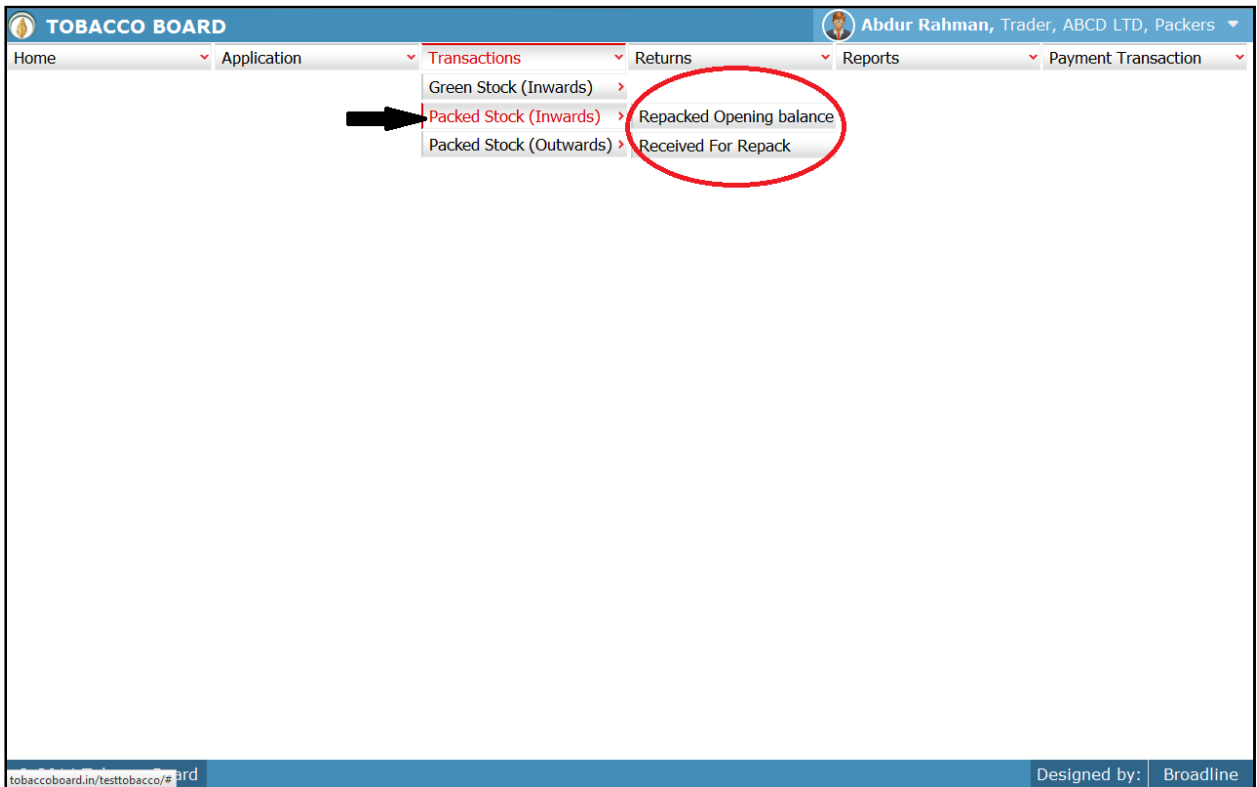 TOBACCO BOARD
Abdur Rahman, Trader, ABCD LTD, Packers
Home Application Transactions Returns Reports Payment Transaction
Green Stock (Inwards)
Packed Stock (Inwards) Repacked Opening balance
Packed Stock (Outwards) Received For Repack
ard
tobaccoboard.in/testtobacco/#
Designed by: Broadline